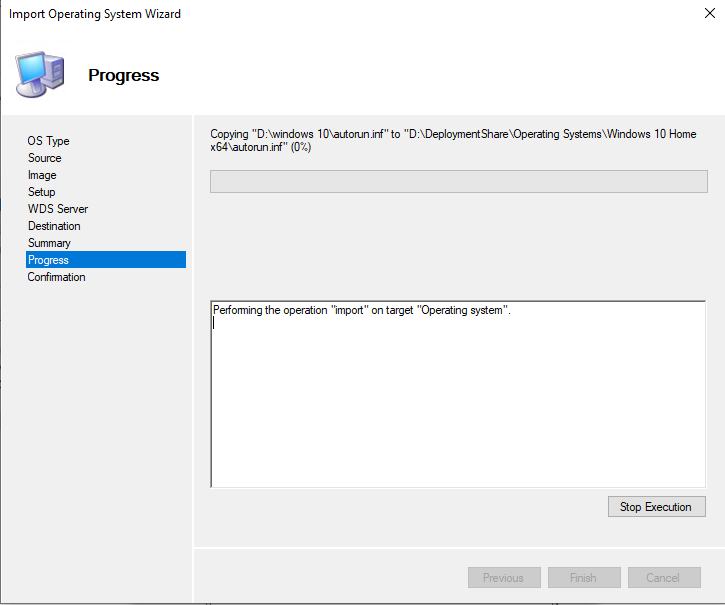 Import Operating System Wizard
Progress
OS Type
Source
Image
Setup
WDS Server
Destination
Summary
Progress
Confirmation
Copying "D:\windows 10\autorun.inf" to "D:\DeploymentShare\Operating Systems\Windows 10 Home
x64\autorun.inf" (0%)
Performing the operation "import" on target "Operating system".
Stop Execution
Previous
Finish
Cancel